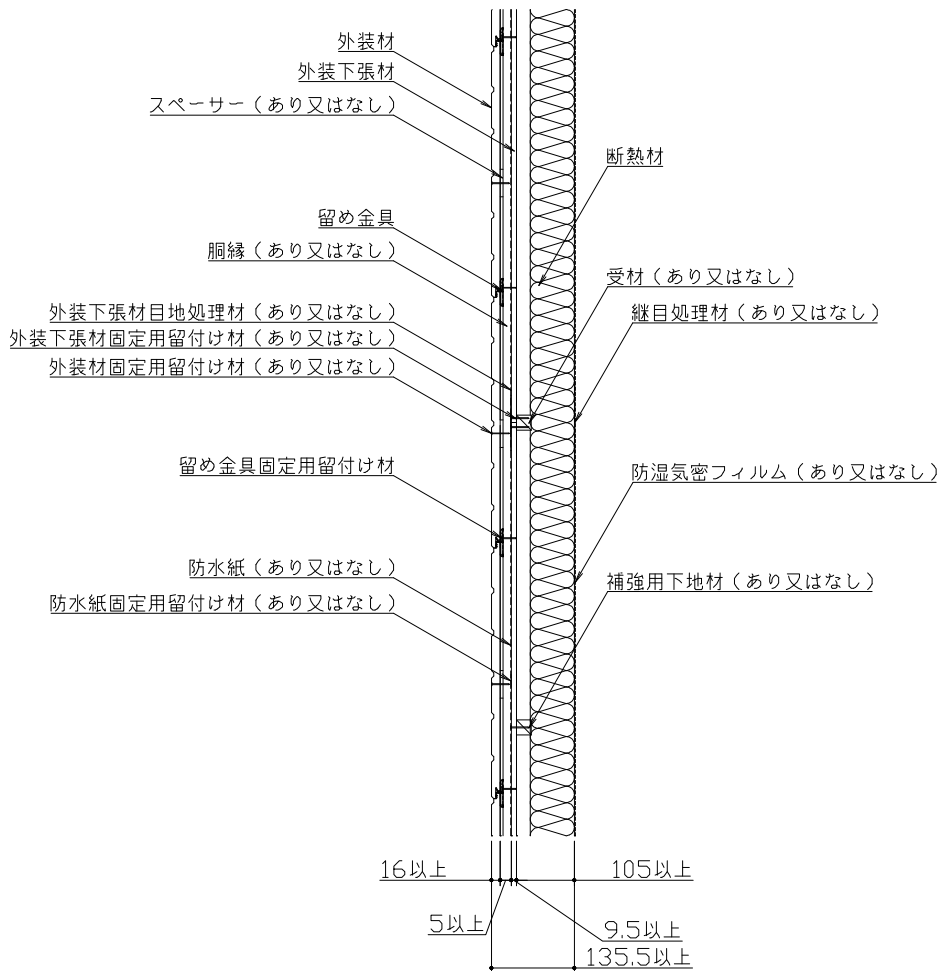 外装材
外装下張材
スペーサー（あり又はなし）
断熱材
留め金具
胴縁（あり又はなし）
受材（あり又はなし）
外装下張材目地処理材（あり又はなし）
継目処理材（あり又はなし）
外装下張材固定用留付け材（あり又はなし）
外装材固定用留付け材（あり又はなし）
留め金具固定用留付け材
防湿気密フィルム（あり又はなし）
防水紙（あり又はなし）
補強用下地材（あり又はなし）
防水紙固定用留付け材（あり又はなし）
16以上
105以上
5以上
9.5以上
135.5以上